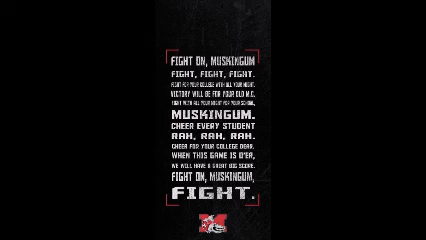 FIGHT ON, MUSKINGUM
FIGHT, FIGHT, FIGHT.
FIGHT FOR YOUR COLLEGE WITH ALL YOUR MIGHT.
VICTORY WILL BE FOR YOUR OLD M.C.
FIGHT WITH ALL YOUR MIGHT FOR YOUR SCHOOL,
MUSKINGUM.
CHEER EVERY STUDENT
RAH, RAH, RAH.
CHEER FOR YOUR COLLEGE DEAR.
WHEN THIS GAME IS O'ER,
WE WILL HAVE A GREAT BIG SCORE.
FIGHT ON, MUSKINGUM,
FIGHT.
M